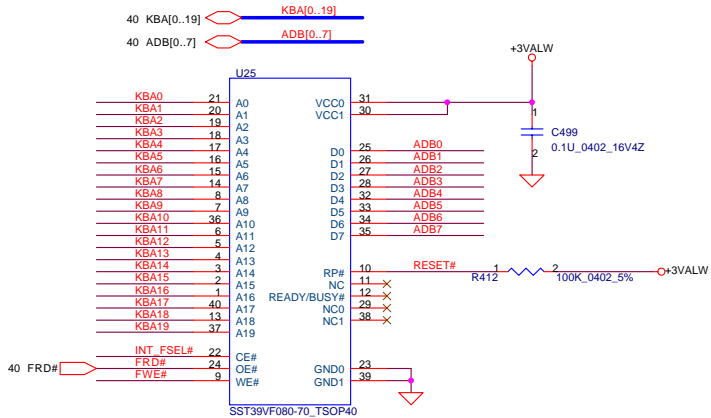 40 KBA[0..19] KBA[0..19]
40 ADB[0..7] ADB[0..7]
+3VALW
U25
KBA0 21 A0 VCC0 31
KBA1 20 A1 VCC1 30
KBA2 19 A2
KBA3 18 A3
KBA4 17 A4 D0 25 ADB0
KBA5 16 A5 D1 26 ADB1
KBA6 15 A6 D2 27 ADB2
KBA7 14 A7 D3 28 ADB3
KBA8 8 A8 D4 32 ADB4
KBA9 7 A9 D5 33 ADB5
KBA10 36 A10 D6 34 ADB6
KBA11 6 A11 D7 35 ADB7
KBA12 5 A12
KBA13 4 A13
KBA14 3 A14 RP# 10 RESET# 1 R412 2 100K_0402_5% +3VALW
KBA15 2 A15 NC 11
KBA16 1 A16 READY/BUSY# 12
KBA17 40 A17 NC0 29
KBA18 13 A18 NC1 38
KBA19 37 A19
1
C499
0.1U_0402_16V4Z
2
INT_FSEL# 22 CE#
40 FRD# FRD# 24 OE# GND0 23
FWE# 9 WE# GND1 39
SST39VF080-70_TSOP40